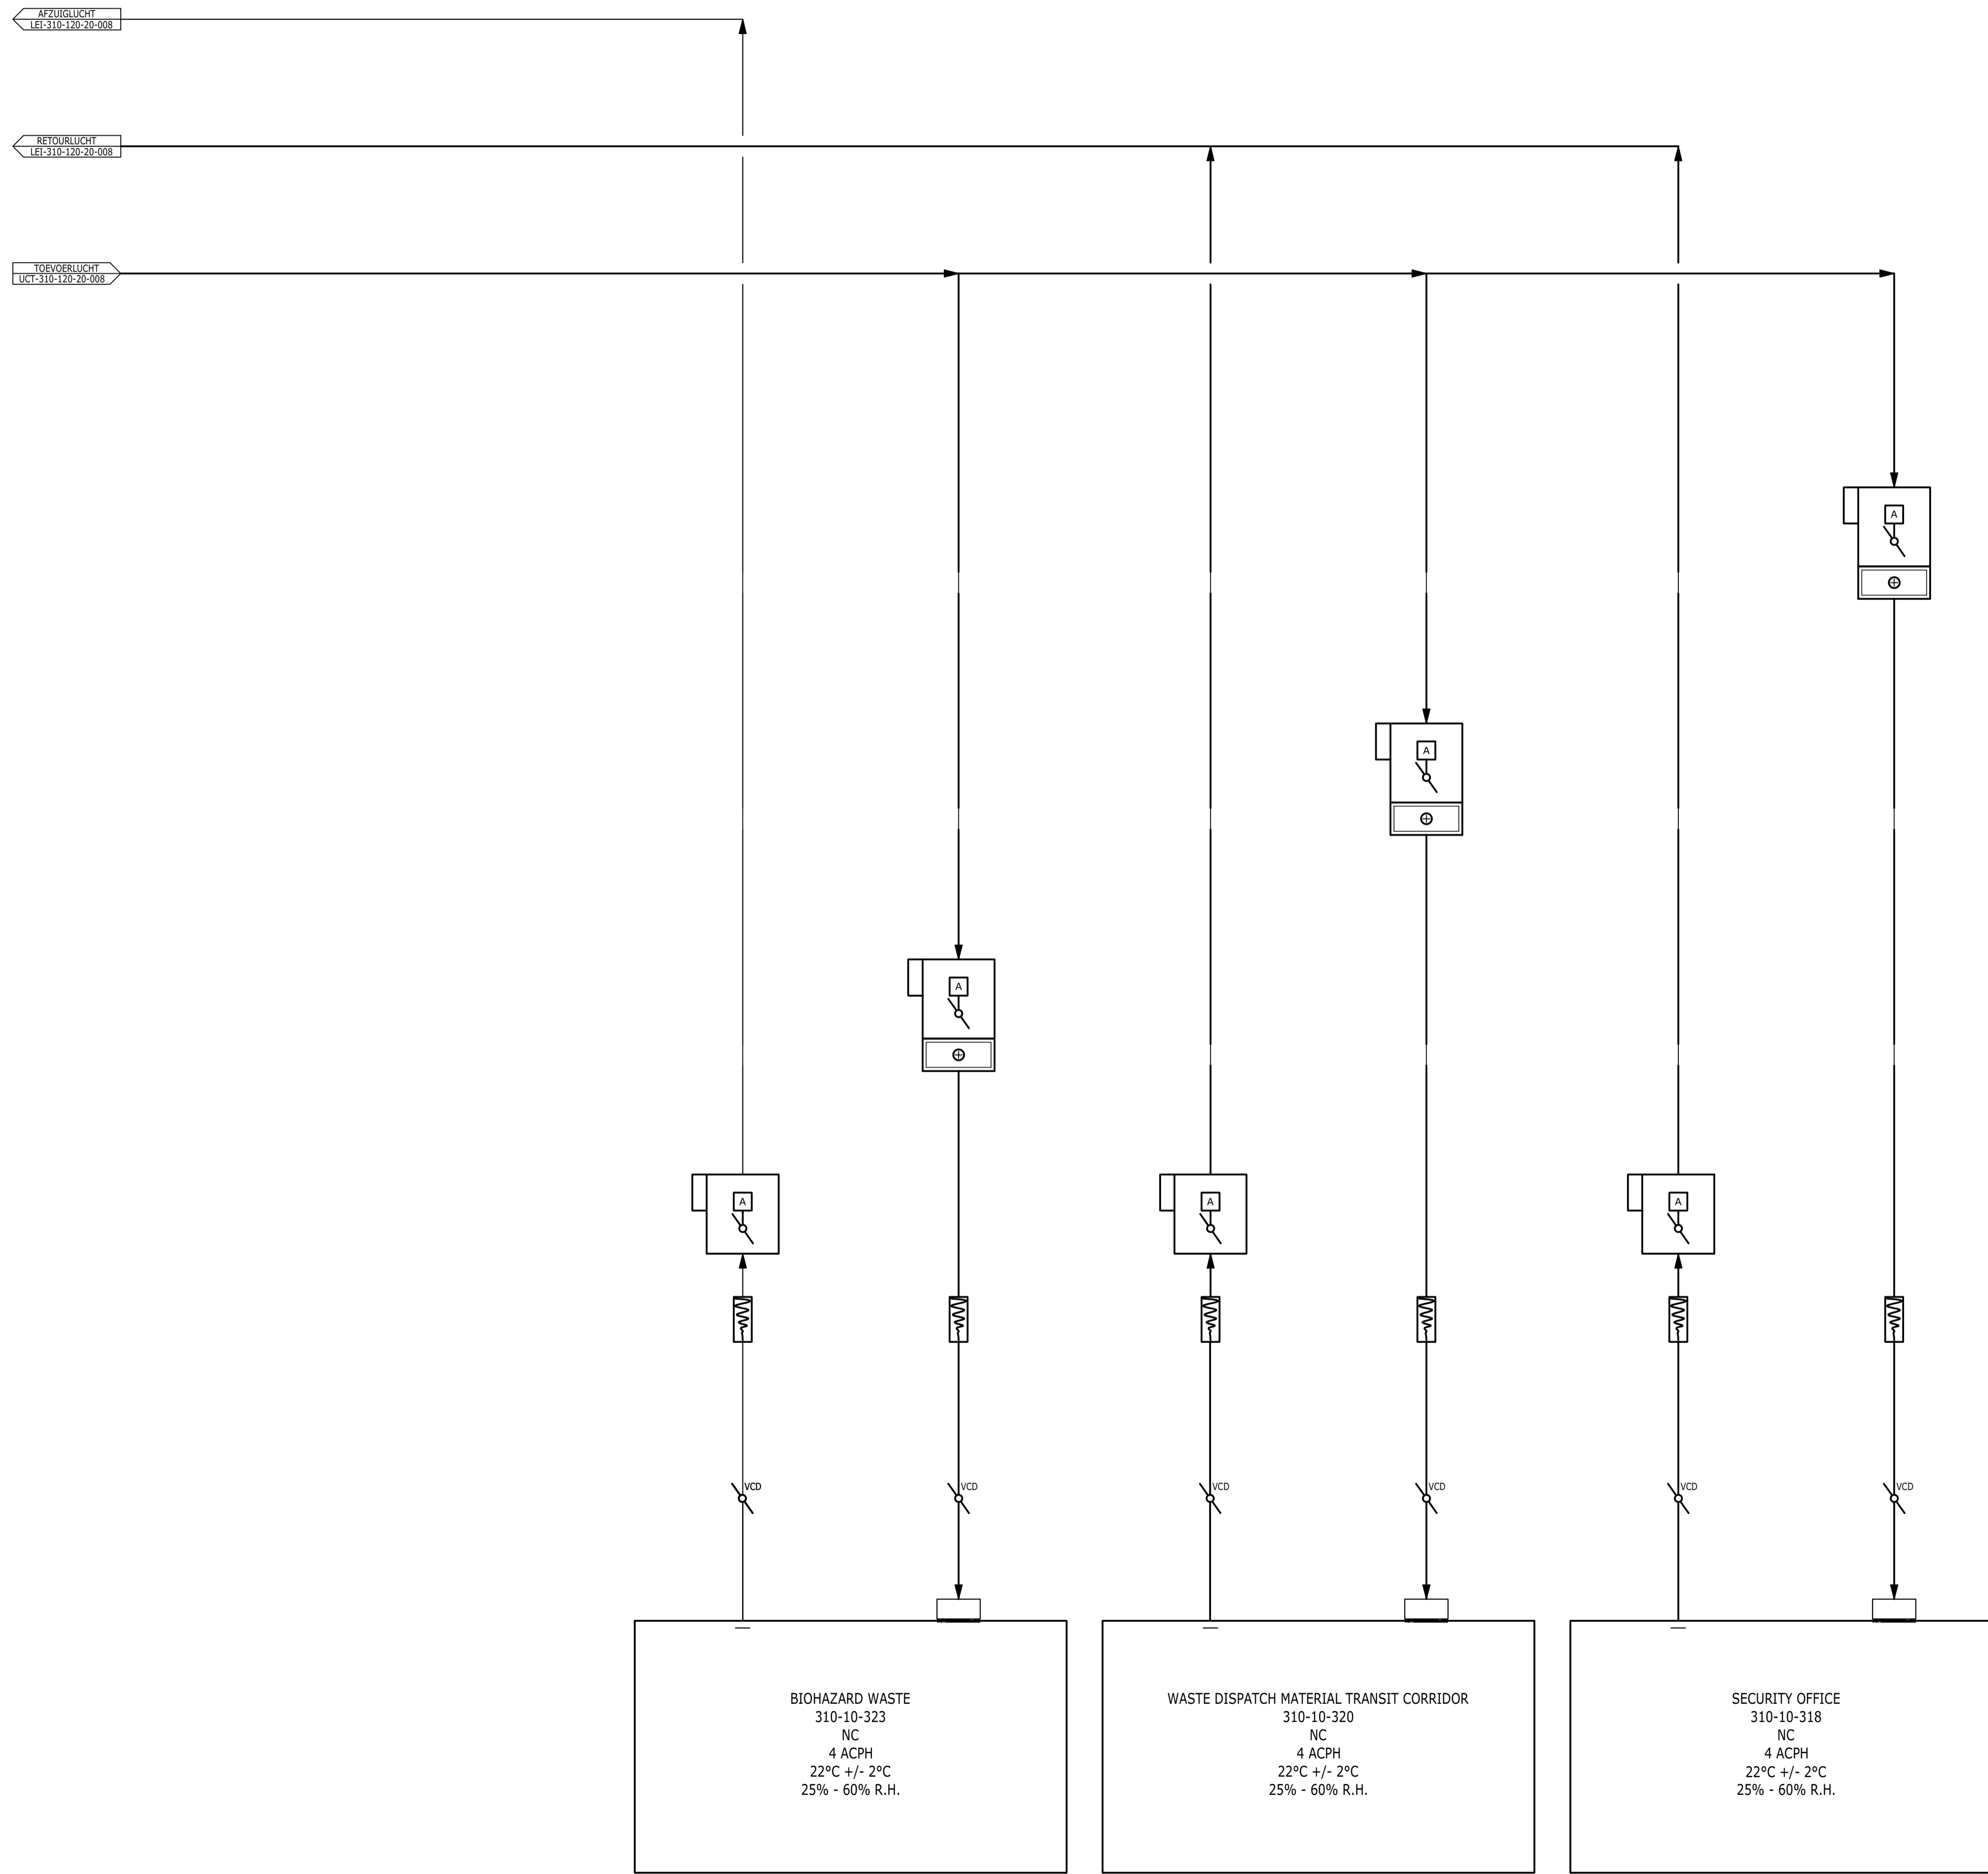 AFZUIGLUCHT
LEI-310-120-20-008
RETOURLUCHT
LEI-310-120-20-008
TOEVOERLUCHT
UCT-310-120-20-008
A
A
A
A
A
A
VCD
VCD
VCD
VCD
VCD
VCD
BIOHAZARD WASTE
310-10-323
NC
4 ACPH
22°C +/- 2°C
25% - 60% R.H.
WASTE DISPATCH MATERIAL TRANSIT CORRIDOR
310-10-320
NC
4 ACPH
22°C +/- 2°C
25% - 60% R.H.
SECURITY OFFICE
310-10-318
NC
4 ACPH
22°C +/- 2°C
25% - 60% R.H.